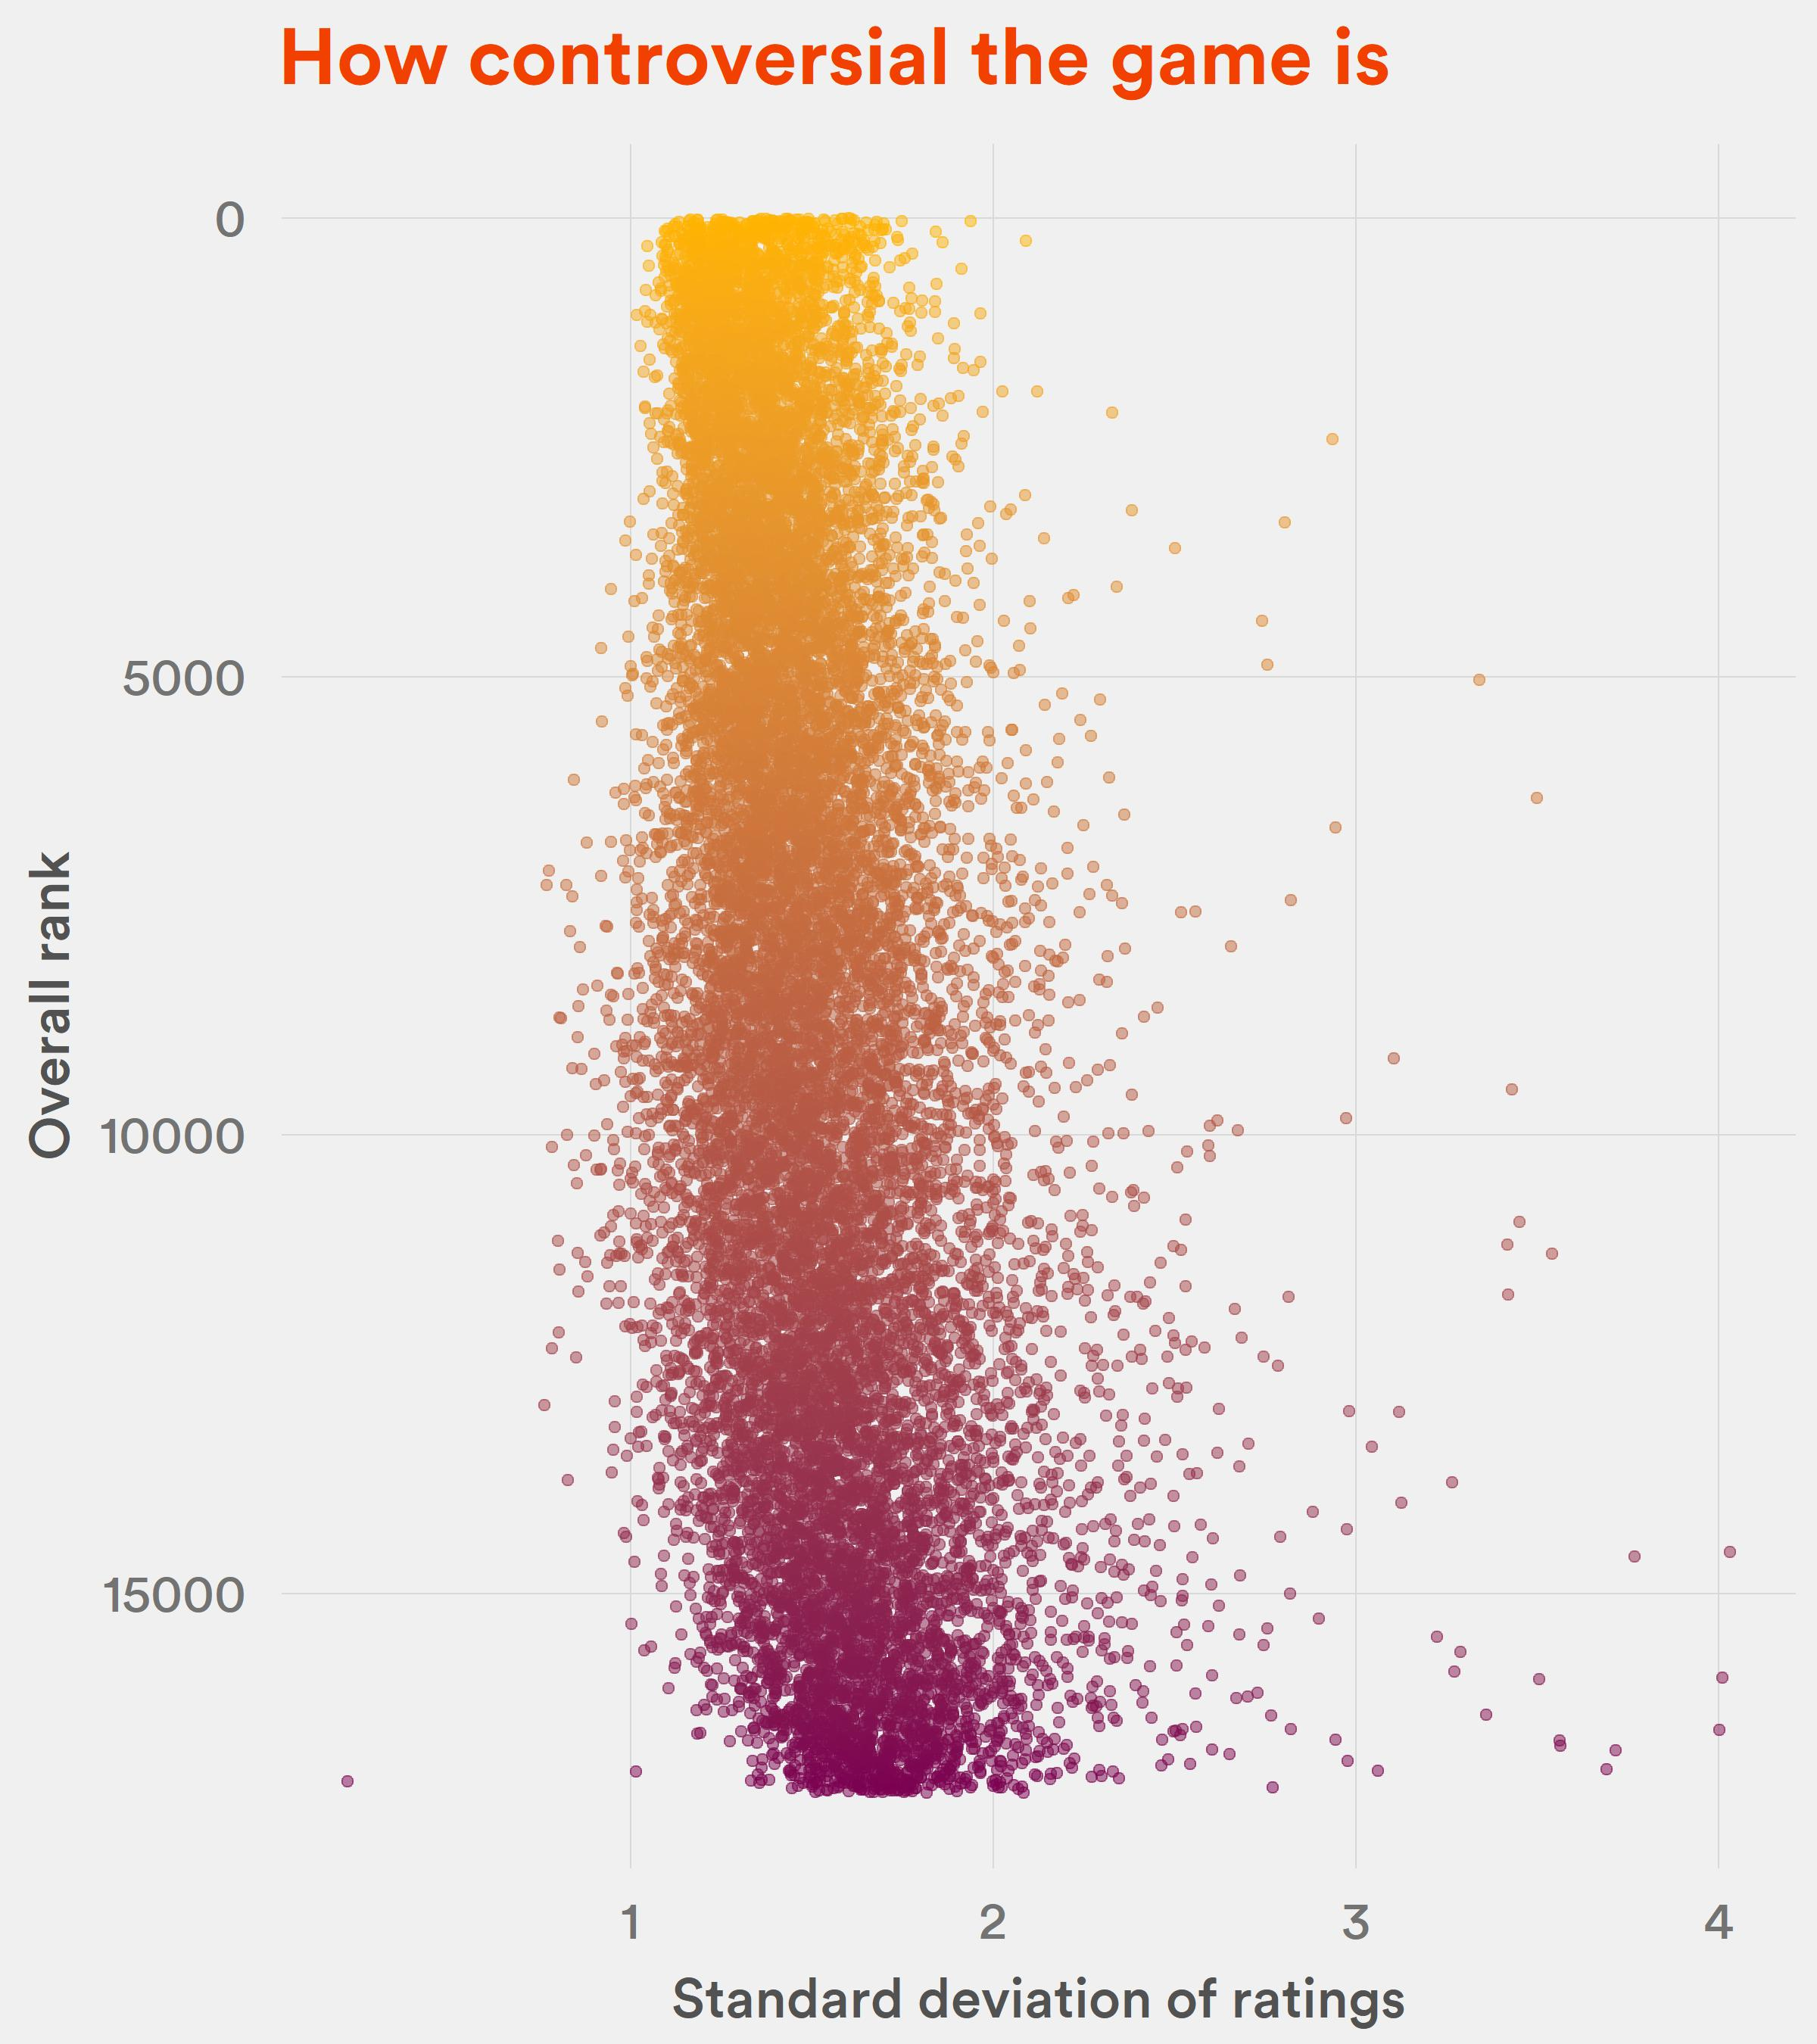 How controversial the game is
0
5000
10000
15000
Overall rank
1
2
3
4
Standard deviation of ratings